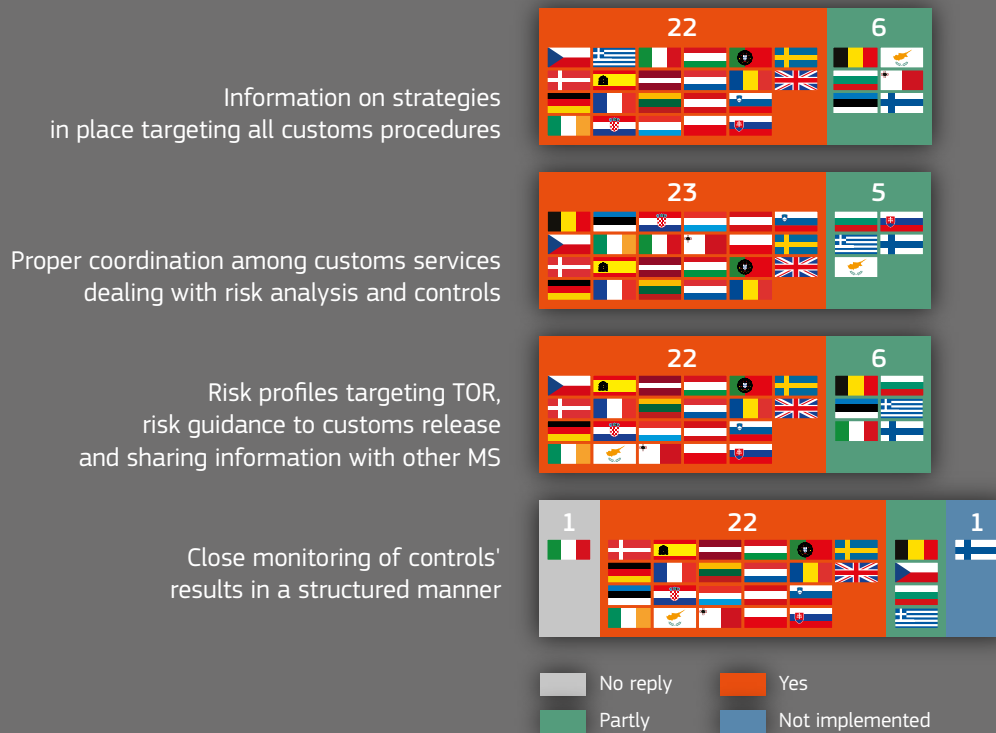 22 6
Information on strategies
in place targeting all customs procedures
23 5
Proper coordination among customs services
dealing with risk analysis and controls
22 6
Risk profiles targeting TOR,
risk guidance to customs release
and sharing information with other MS
1 22 1
Close monitoring of controls'
results in a structured manner
No reply Yes
Partly Not implemented